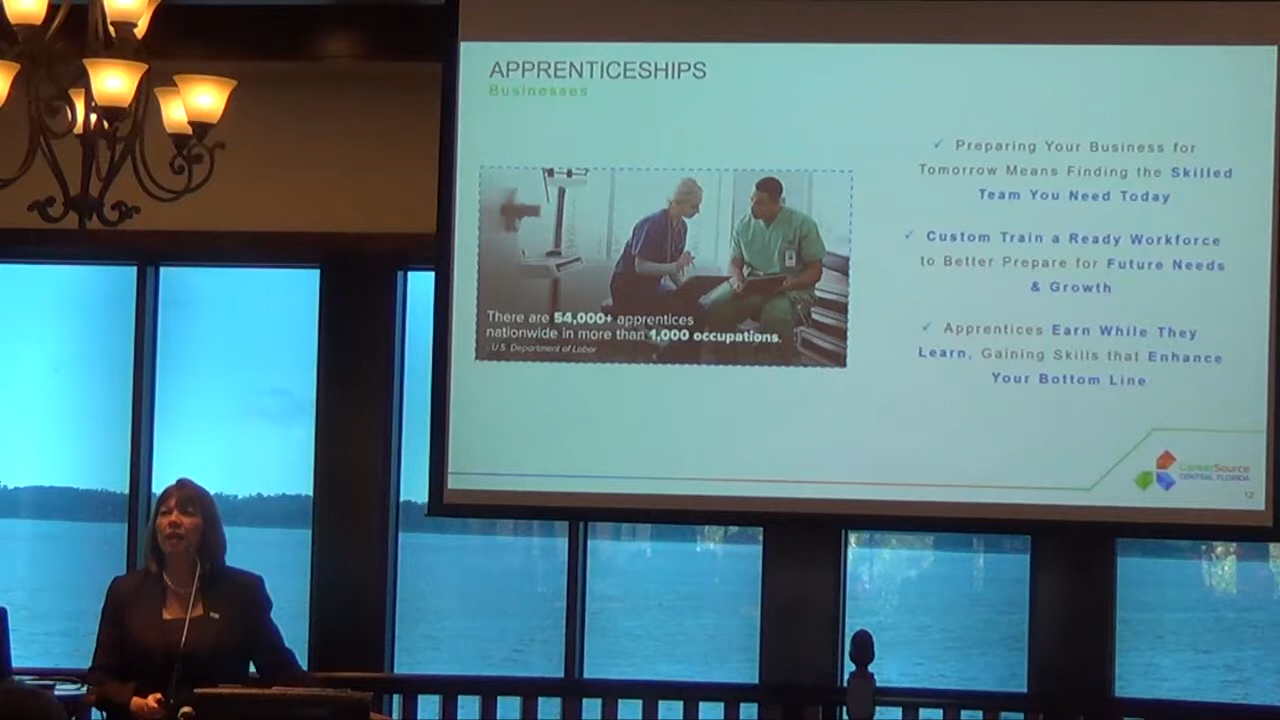 APPRENTICESHIPS
Businesses
There are 54,000+ apprentices
nationwide in more than 1,000 occupations.
- U.S. Department of Labor
✓ Preparing Your Business for
Tomorrow Means Finding the Skilled
Team You Need Today
✓ Custom Train a Ready Workforce
to Better Prepare for Future Needs
& Growth
✓ Apprentices Earn While They
Learn, Gaining Skills that Enhance
Your Bottom Line
CareerSource
CENTRAL FLORIDA
12